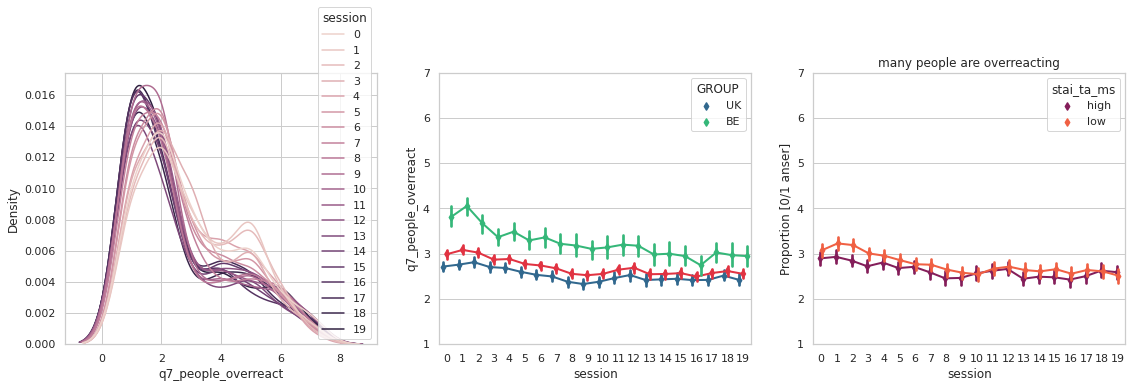 session
0
1
2
3
4
5
6
7
8
9
10
12
13
14
15
16
17
18
19
0.016
0.014
0.012
0.010
0.008
0.006
0.004
0.002
0.000
Density
0 2 4 6 8
q7_people_overreact
GROUP
UK
BE
7
6
5
4
3
2
1
q7_people_overreact
0 1 2 3 4 5 6 7 8 9 10 11 12 13 14 15 16 17 18 19
session
many people are overreacting
stai_ta_ms
high
low
7
6
5
4
3
2
1
Proportion [0/1 anser]
0 1 2 3 4 5 6 7 8 9 10 11 12 13 14 15 16 17 18 19
session